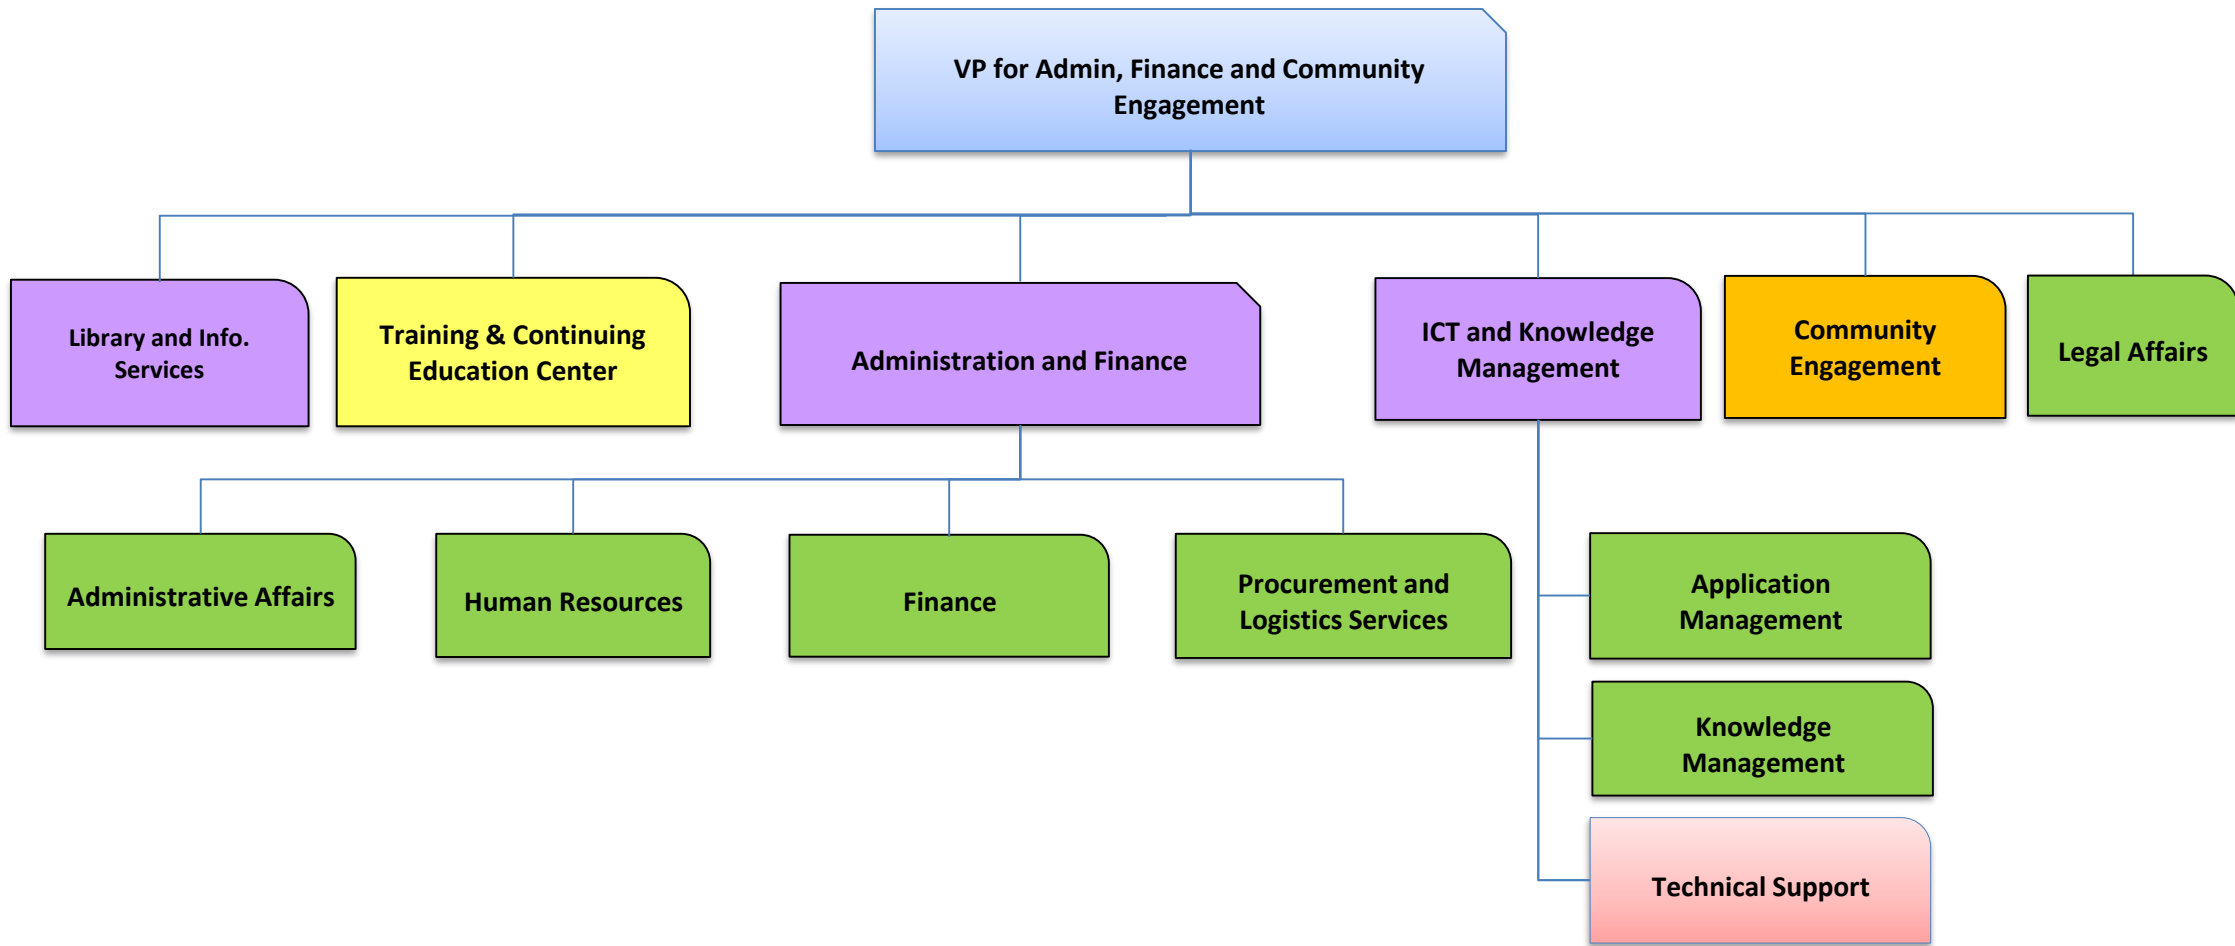 VP for Admin, Finance and Community
Engagement
Library and Info.
Services
Training & Continuing
Education Center
Administration and Finance
ICT and Knowledge
Management
Community
Engagement
Legal Affairs
Administrative Affairs
Human Resources
Finance
Procurement and
Logistics Services
Application
Management
Knowledge
Management
Technical Support